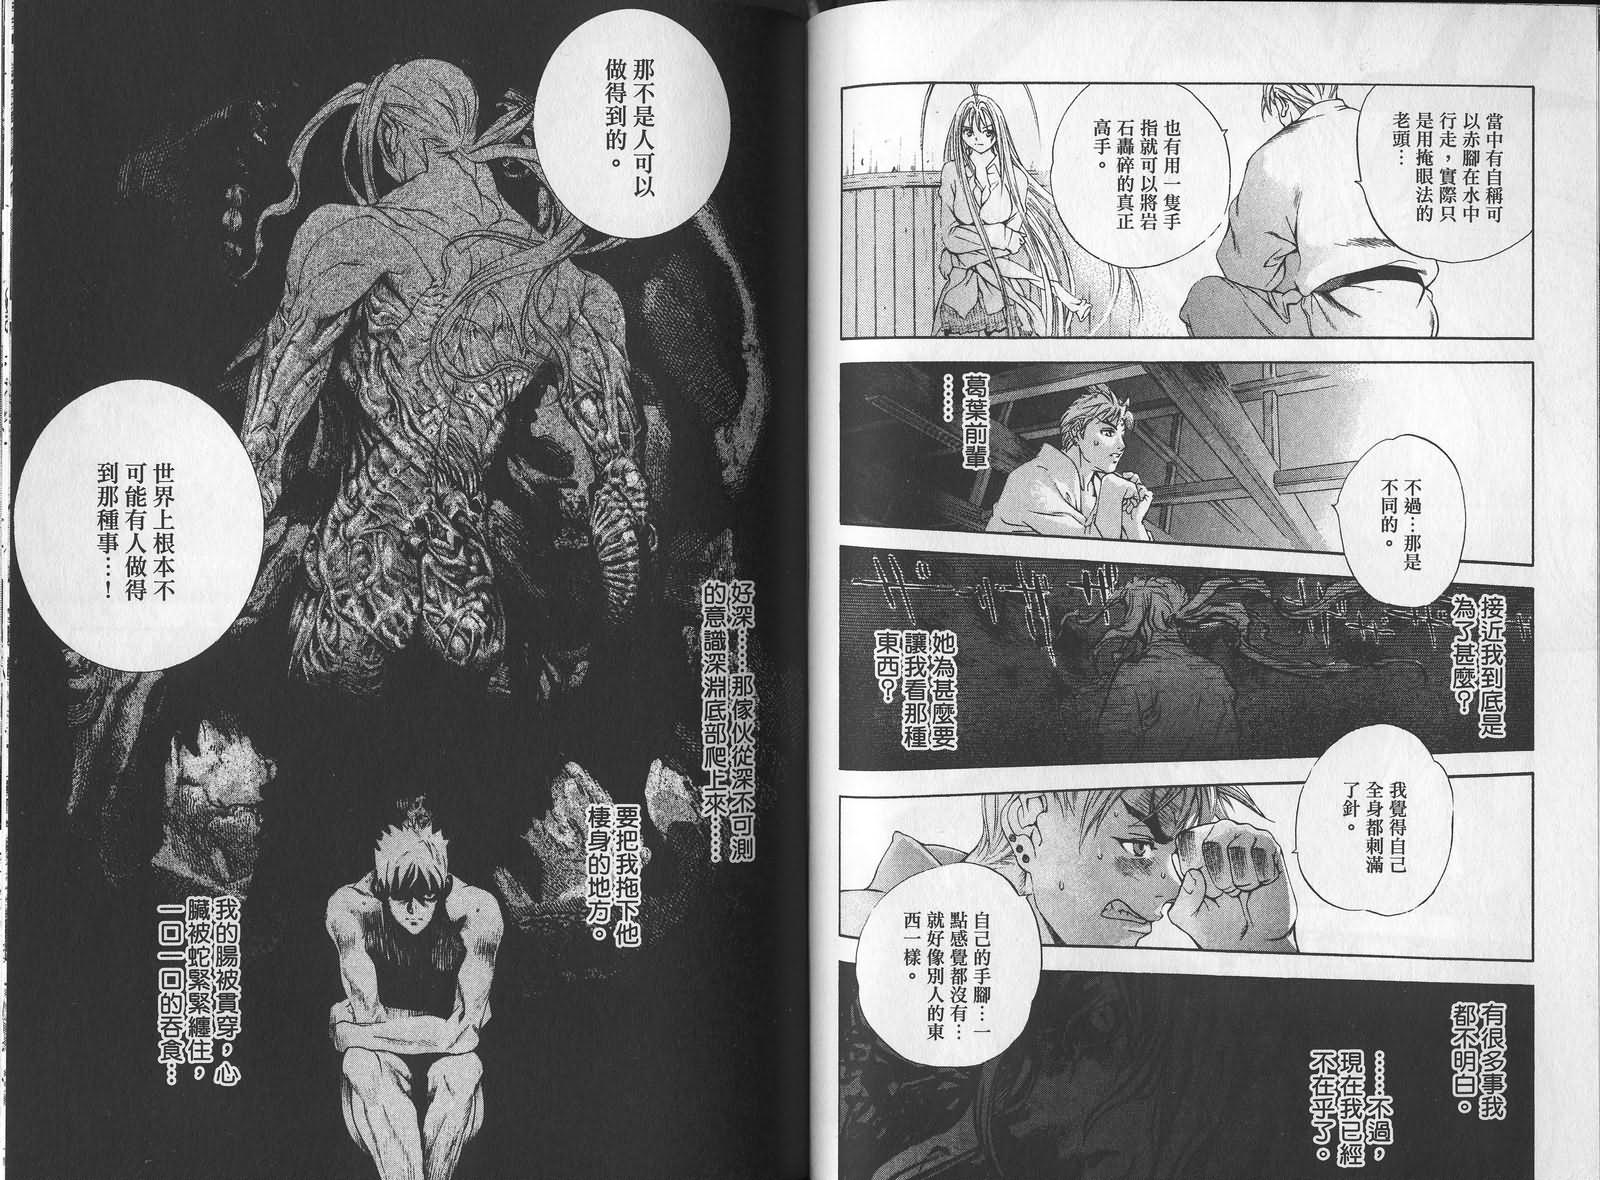 當中有自稱可
以赤腳在水中
行走，實際只
是用掩眼法的
老頭…
也有用一隻手
指就可以將岩
石轟碎的真正
高手。
不過…那是
不同的。
葛葉前輩
……
接近我到底是
為了甚麼？
她為甚麼要
讓我看那種
東西？
我覺得自己
全身都刺滿
了針。
自己的手腳…一
點感覺都沒有…
就好像別人的東
西一樣。
有很多事我
都不明白。
……不過，
現在我已經
不在乎了。
那不是人可以
做得到的。
世界上根本不
可能有人做得
到那種事…！
好深……那傢伙從深不可測
的意識深淵底部爬上來……
要把我拖下他
棲身的地方。
我的腸被貫穿，心
臟被蛇緊緊纏住，
一口一口的吞食…